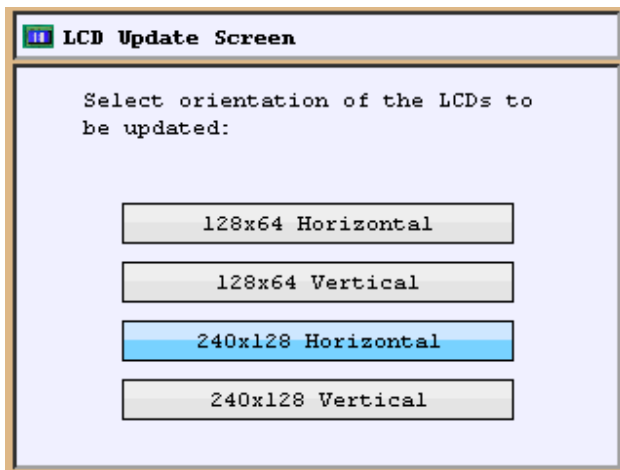 LCD Update Screen
Select orientation of the LCDs to
be updated:
128x64 Horizontal
128x64 Vertical
240x128 Horizontal
240x128 Vertical